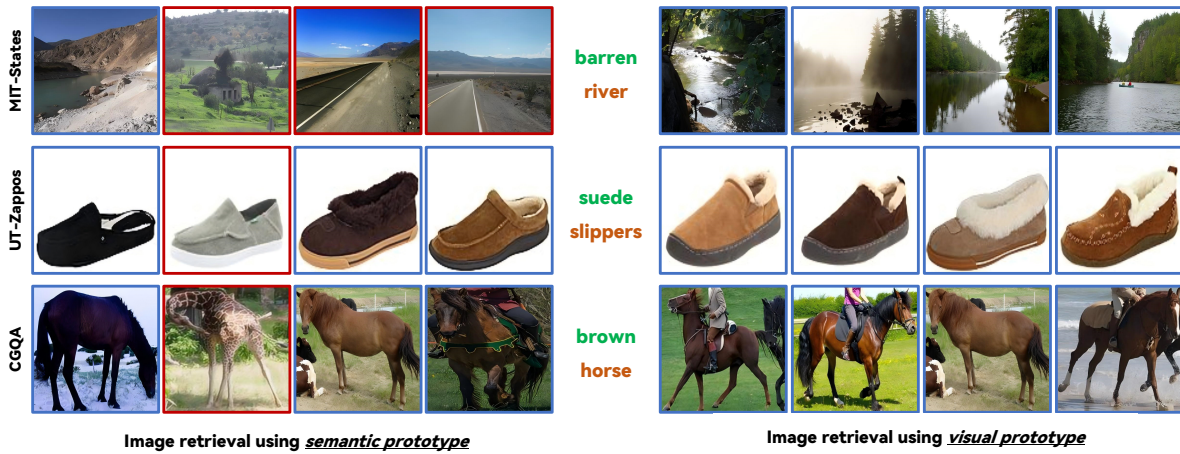 MIT-States
barren
river
UT-Zappos
suede
slippers
CGQA
brown
horse
Image retrieval using semantic prototype
Image retrieval using visual prototype